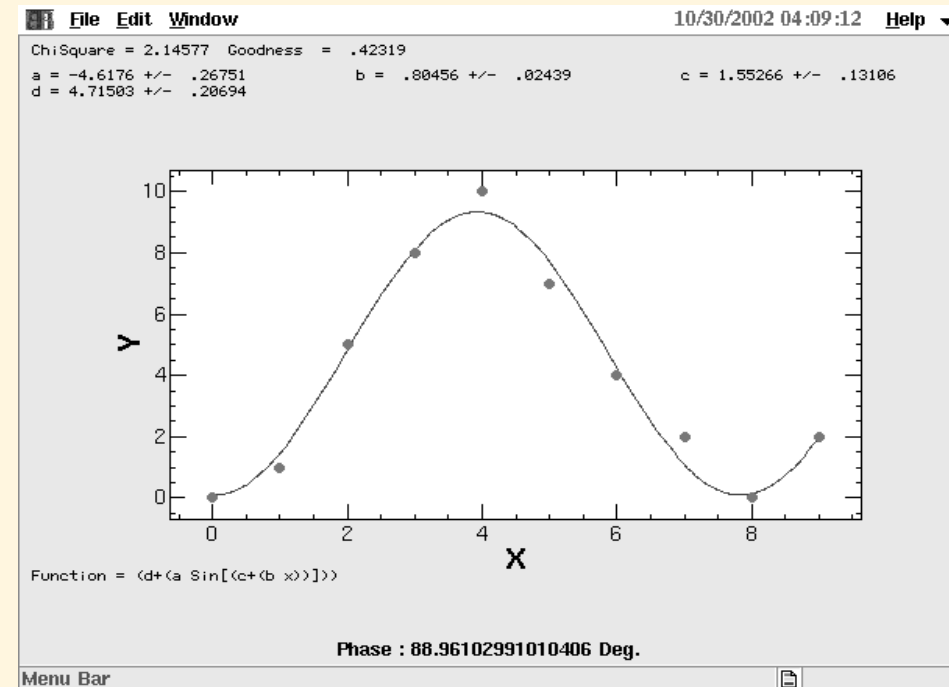 File Edit Window 10/30/2002 04:09:12 Help
ChiSquare = 2.14577 Goodness = .42319
a = -4.6176 +/- .26751 b = .80456 +/- .02439 c = 1.55266 +/- .13106
d = 4.71503 +/- .20694
10
8
6
Y
4
2
0
0 2 4 6 8
X
Function = (d+(a Sin[(c+(b x))]))
Phase : 88.96102991010406 Deg.
Menu Bar